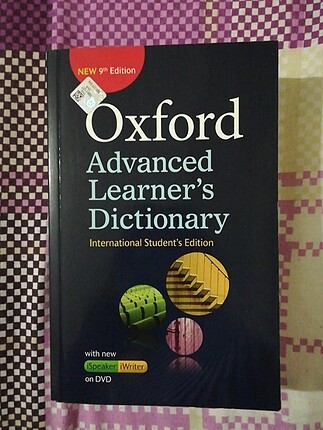 NEW 9th Edition
Oxford
Advanced
Learner's
Dictionary
International Student's Edition
with new
iSpeaker iWriter
on DVD